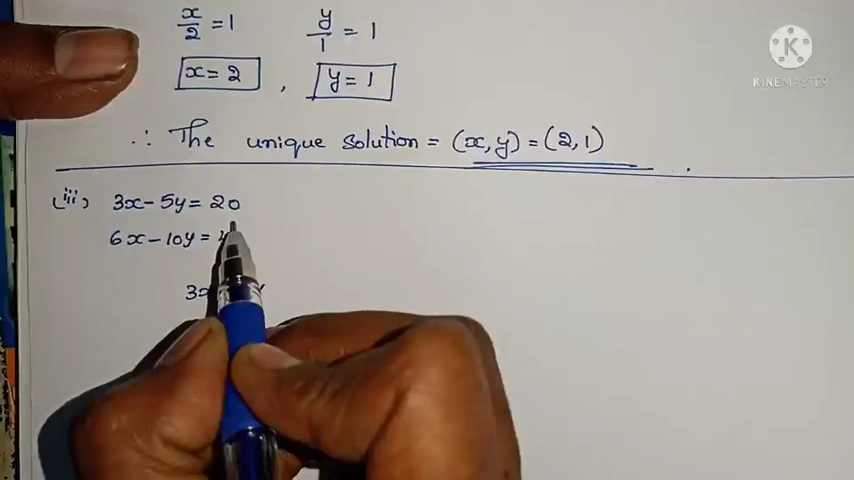 x/2 = 1   y/1 = 1
x = 2 , y = 1
KINEMASTER
∴ The unique solution = (x, y) = (2, 1) .
(iii) 3x - 5y = 20
6x - 10y =